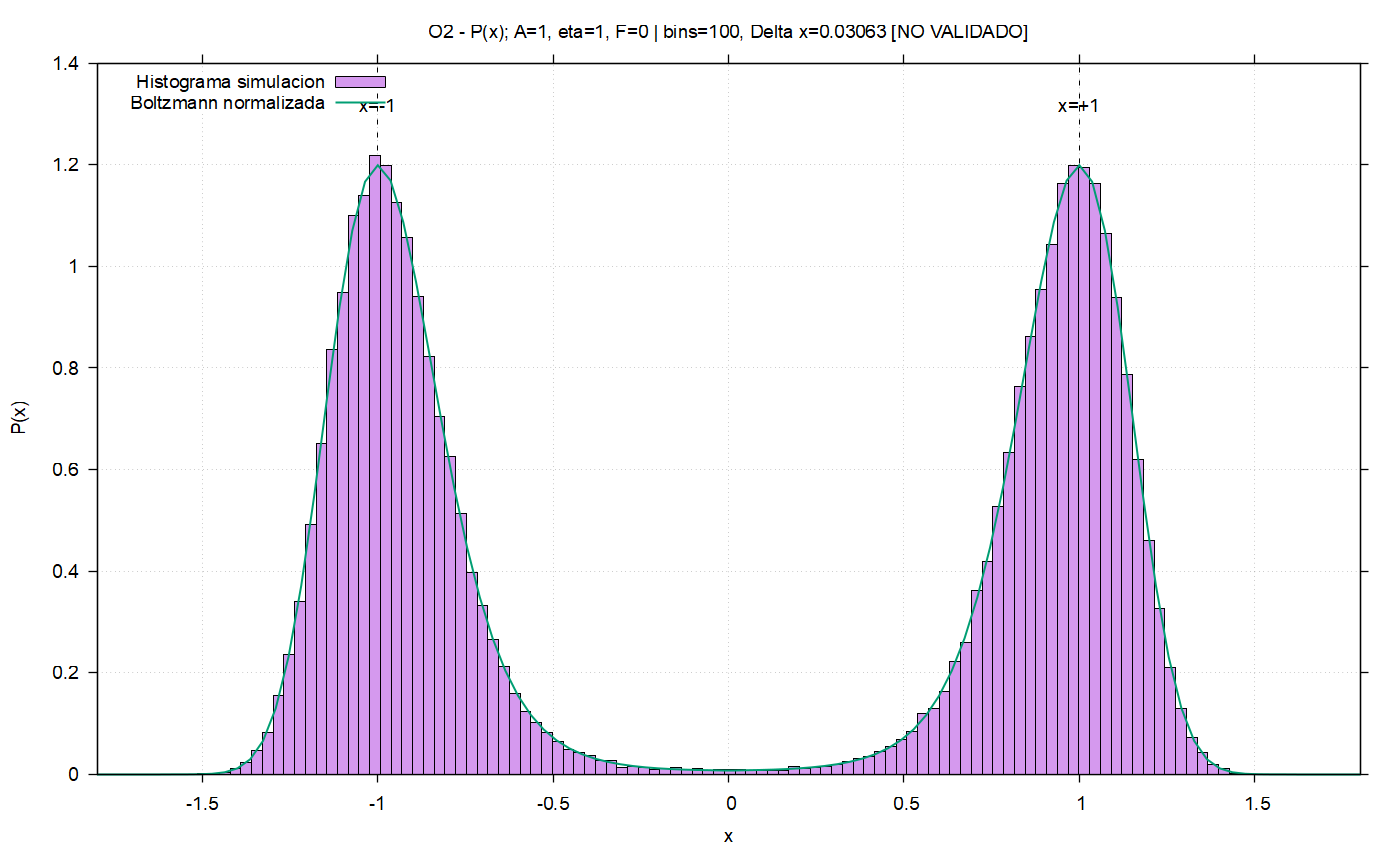 O2 - P(x); A=1, eta=1, F=0 | bins=100, Delta x=0.03063 [NO VALIDADO]
Histograma simulacion
Boltzmann normalizada
x=-1
x=+1
P(x)
1.4
1.2
1
0.8
0.6
0.4
0.2
0
-1.5
-1
-0.5
0
0.5
1
1.5
x